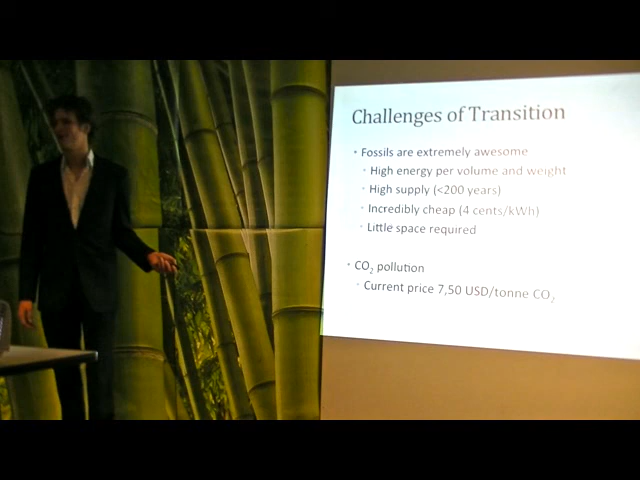 Challenges of Transition
• Fossils are extremely awesome
• High energy per volume and weight
• High supply (<200 years)
• Incredibly cheap (4 cents/kWh)
• Little space required
• CO₂ pollution
• Current price 7,50 USD/tonne CO₂